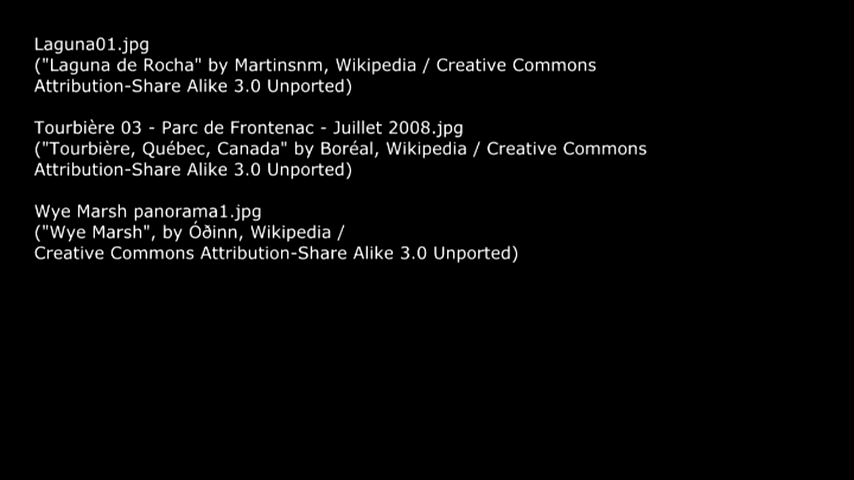 Laguna01.jpg
("Laguna de Rocha" by Martinsnm, Wikipedia / Creative Commons
Attribution-Share Alike 3.0 Unported)
Tourbière 03 - Parc de Frontenac - Juillet 2008.jpg
("Tourbière, Québec, Canada" by Boréal, Wikipedia / Creative Commons
Attribution-Share Alike 3.0 Unported)
Wye Marsh panorama1.jpg
("Wye Marsh", by Óðinn, Wikipedia /
Creative Commons Attribution-Share Alike 3.0 Unported)